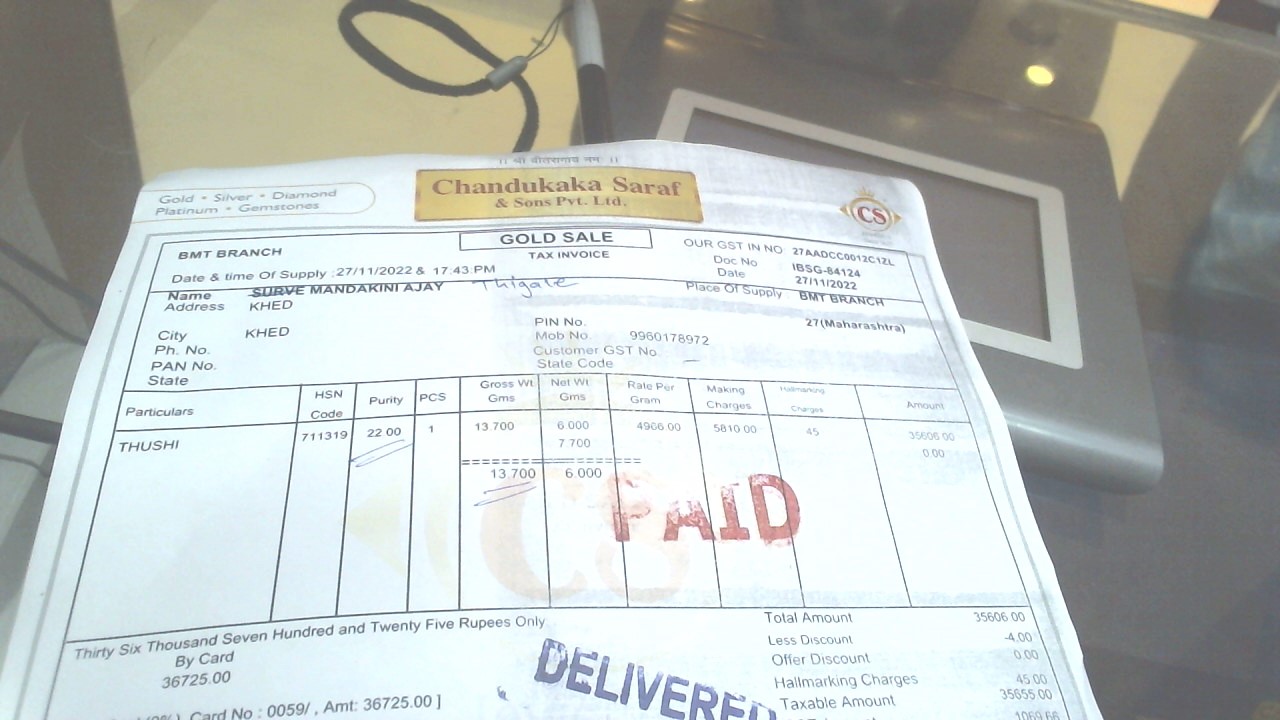 ।। श्री वीतरागाय नमः ।।
Gold • Silver • Diamond
Platinum • Gemstones
Chandukaka Saraf
& Sons Pvt. Ltd.
CS
BMT BRANCH
GOLD SALE
TAX INVOICE
OUR GST IN NO 27AADCC0012C1ZL
Doc No IBSG-84124
Date & time Of Supply : 27/11/2022 & 17:43 PM
Date 27/11/2022
Name SURVE MANDAKINI AJAY Thigale
Place Of Supply BMT BRANCH
Address KHED
27(Maharashtra)
City KHED
PIN No.
Ph. No.
Mob No. 9960178972
PAN No.
Customer GST No.
State
State Code
Particulars HSN Code Purity PCS Gross Wt. Gms Net Wt. Gms Rate Per Gram Making Charges Hallmarking Charges Amount
THUSHI 711319 22.00 1 13.700 6.000 4966.00 5810.00 45 35606.00
7.700 0.00
13.700 6.000
PAID
Thirty Six Thousand Seven Hundred and Twenty Five Rupees Only
Total Amount 35606.00
By Card
Less Discount -4.00
36725.00
Offer Discount 0.00
DELIVERED
Hallmarking Charges 45.00
Taxable Amount 35655.00
Card No : 0059/ , Amt: 36725.00 ]
1069.66